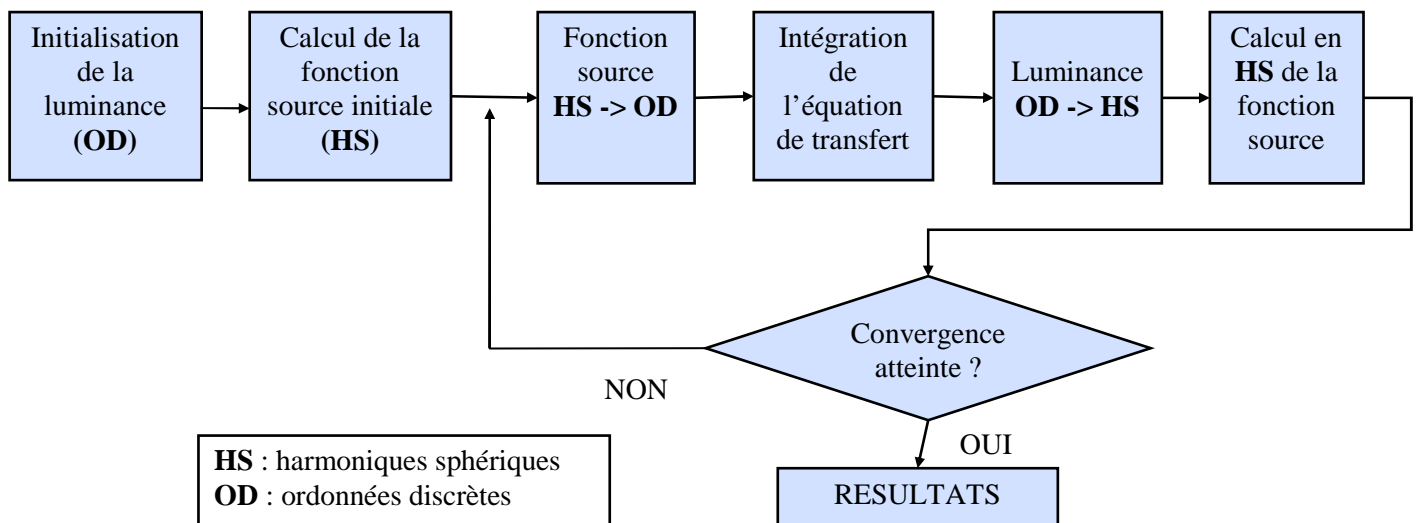 Initialisation
de la
luminance
(OD)
Calcul de la
fonction
source initiale
(HS)
Fonction
source
HS -> OD
Intégration
de
l’équation
de transfert
Luminance
OD -> HS
Calcul en
HS de la
fonction
source
Convergence
atteinte ?
NON
OUI
HS : harmoniques sphériques
OD : ordonnées discrètes
RESULTATS